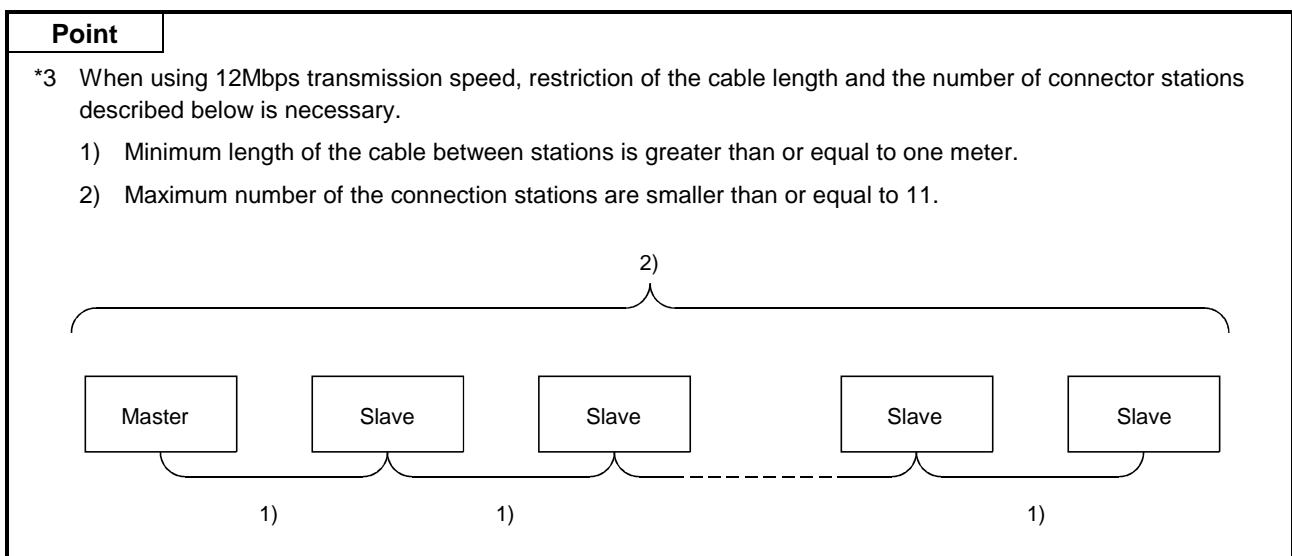 Point
*3 When using 12Mbps transmission speed, restriction of the cable length and the number of connector stations
described below is necessary.
1) Minimum length of the cable between stations is greater than or equal to one meter.
2) Maximum number of the connection stations are smaller than or equal to 11.
2)
Master Slave Slave Slave Slave
1) 1) 1)